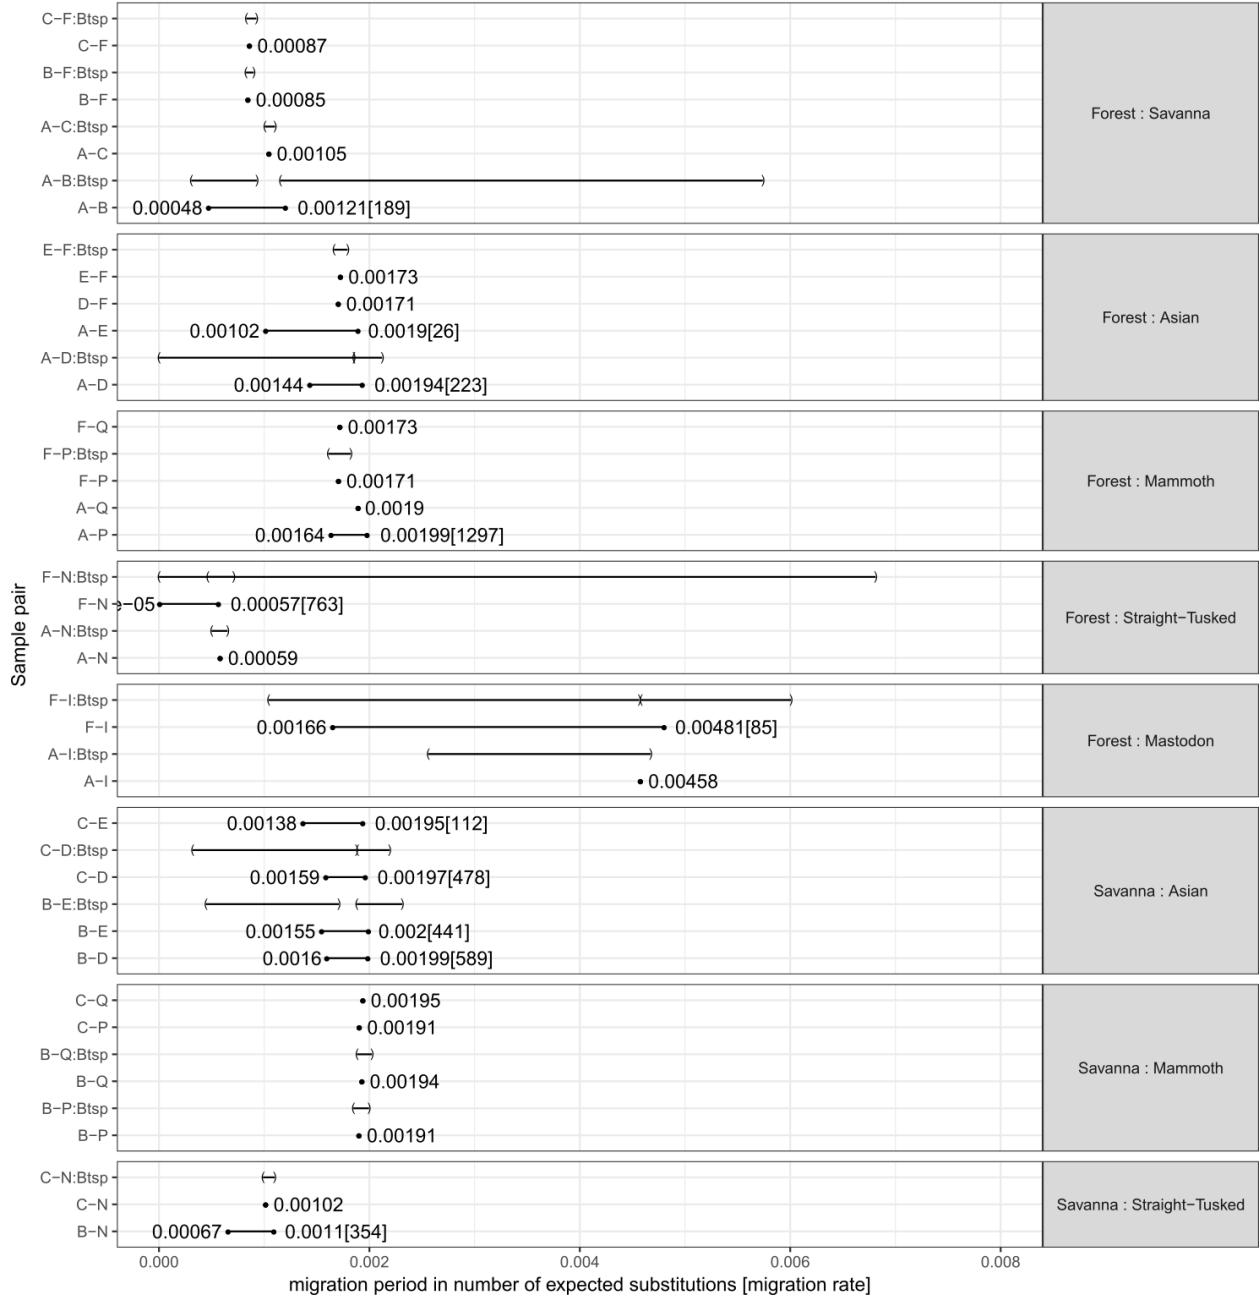 C−F:Btsp
C−F 0.00087
B−F:Btsp
B−F 0.00085
A−C:Btsp
A−C 0.00105
A−B:Btsp
A−B 0.00048 0.00121[189]
Forest : Savanna
E−F:Btsp
E−F 0.00173
D−F 0.00171
A−E 0.00102 0.0019[26]
A−D:Btsp
A−D 0.00144 0.00194[223]
Forest : Asian
F−Q 0.00173
F−P:Btsp
F−P 0.00171
A−Q 0.0019
A−P 0.00164 0.00199[1297]
Forest : Mammoth
F−N:Btsp
F−N e−05 0.00057[763]
A−N:Btsp
A−N 0.00059
Forest : Straight−Tusked
F−I:Btsp
F−I 0.00166 0.00481[85]
A−I:Btsp
A−I 0.00458
Forest : Mastodon
C−E 0.00138 0.00195[112]
C−D:Btsp
C−D 0.00159 0.00197[478]
B−E:Btsp
B−E 0.00155 0.002[441]
B−D 0.0016 0.00199[589]
Savanna : Asian
C−Q 0.00195
C−P 0.00191
B−Q:Btsp
B−Q 0.00194
B−P:Btsp
B−P 0.00191
Savanna : Mammoth
C−N:Btsp
C−N 0.00102
B−N 0.00067 0.0011[354]
Savanna : Straight−Tusked
Sample pair
0.000 0.002 0.004 0.006 0.008
migration period in number of expected substitutions [migration rate]